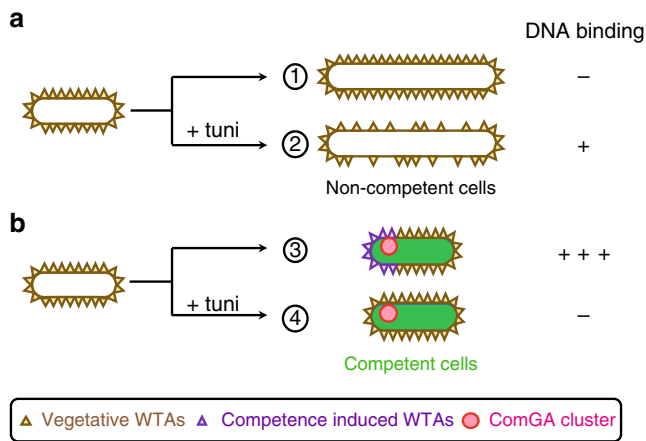 a
DNA binding
1
–
+ tuni
2
+
Non-competent cells
b
3
+ + +
+ tuni
4
–
Competent cells
Vegetative WTAs
Competence induced WTAs
ComGA cluster